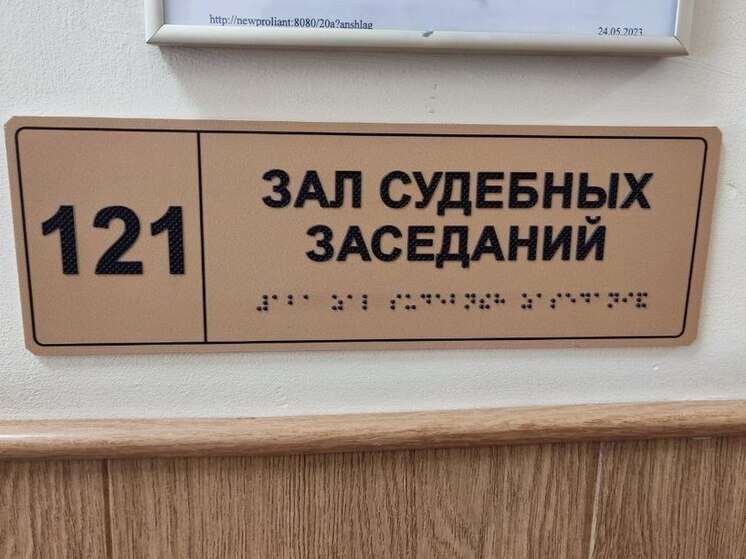 http://newproliant:8080/20a?anshlag
24.05.2023
121
ЗАЛ СУДЕБНЫХ
ЗАСЕДАНИЙ
⠼⠁⠃⠁ ⠵⠁⠇ ⠎⠥⠙⠑⠃⠝⠮⠓ ⠵⠁⠎⠑⠙⠁⠝⠊⠯